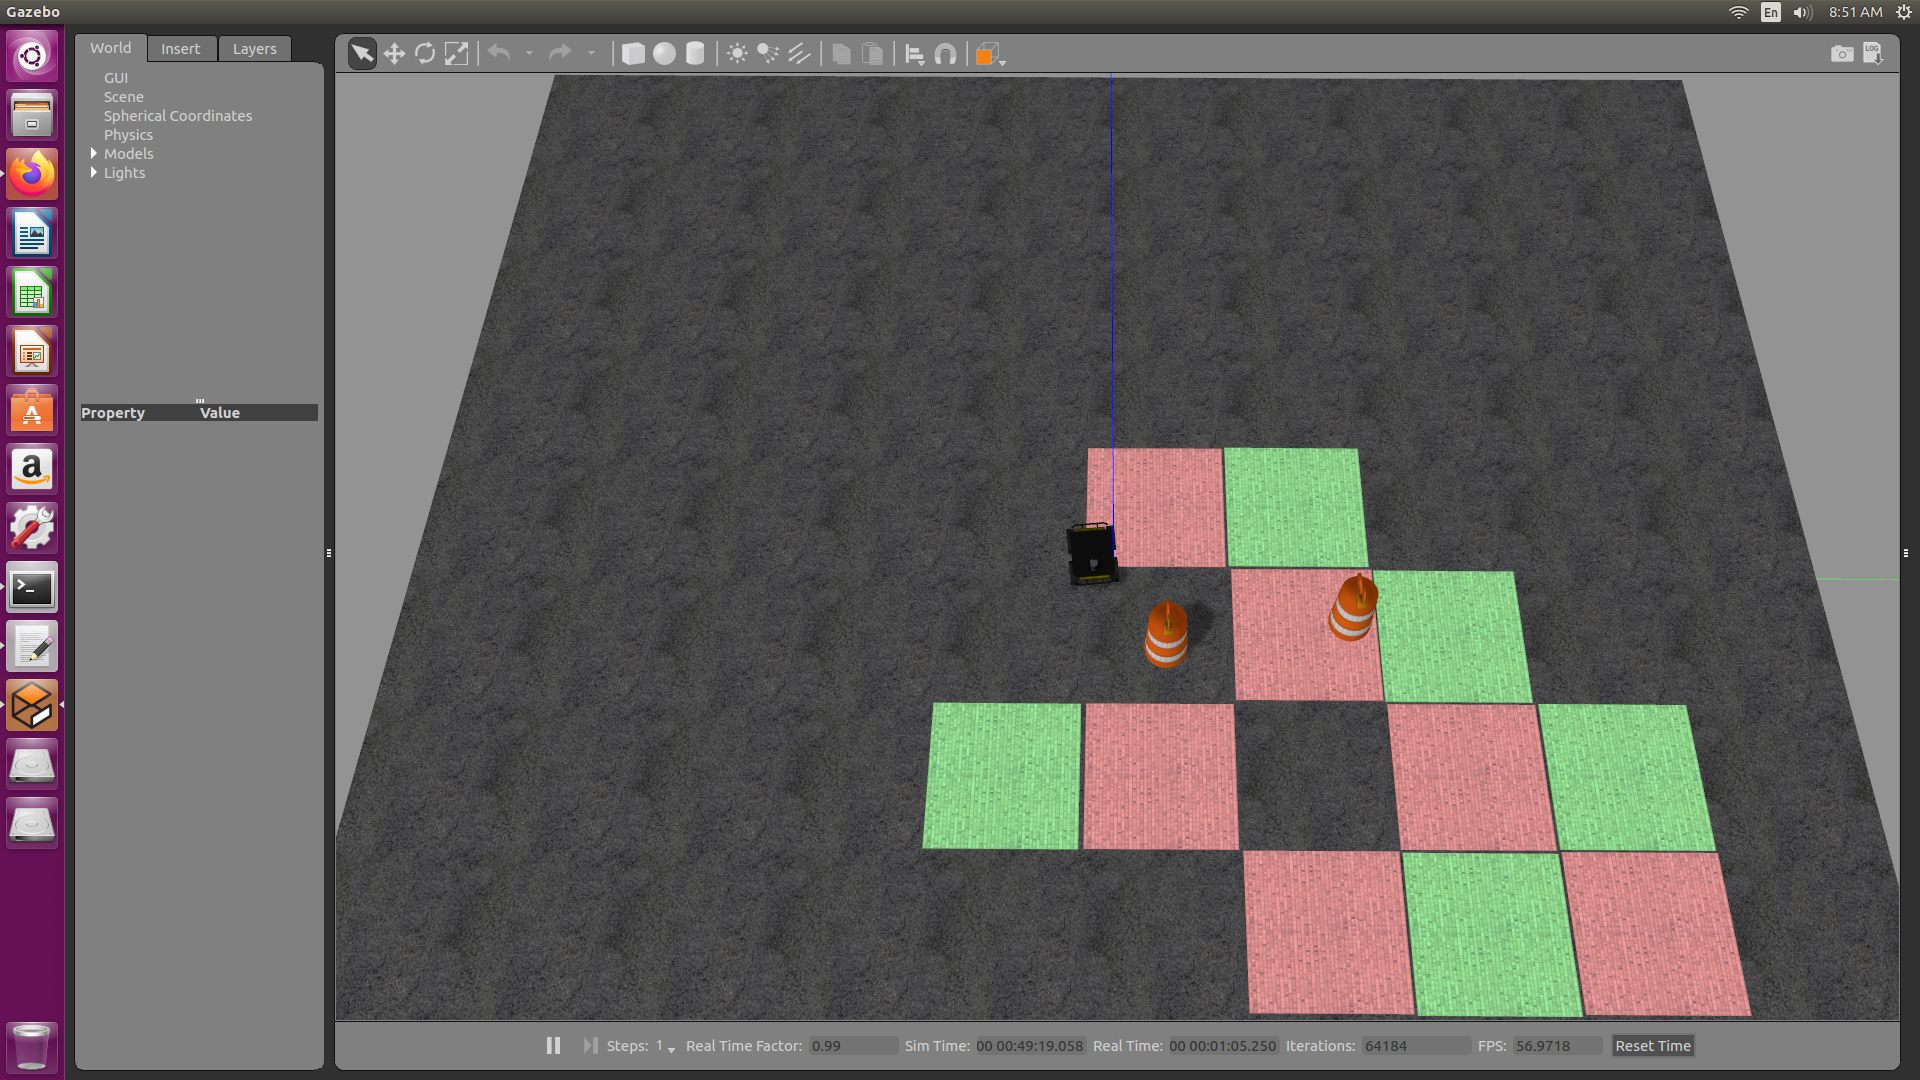 Gazebo
En
8:51 AM
World
Insert
Layers
GUI
Scene
Spherical Coordinates
Physics
Models
Lights
Property
Value
LOG
Steps: 1
Real Time Factor: 0.99
Sim Time: 00 00:49:19.058
Real Time: 00 00:01:05.250
Iterations: 64184
FPS: 56.9718
Reset Time